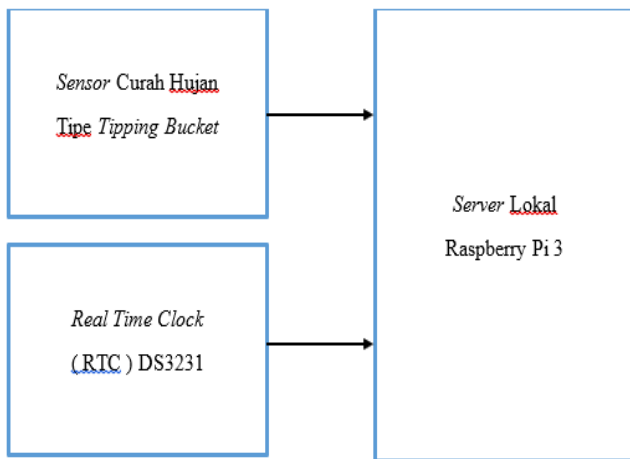 Sensor Curah Hujan
Tipe Tipping Bucket
Real Time Clock
( RTC ) DS3231
Server Lokal
Raspberry Pi 3